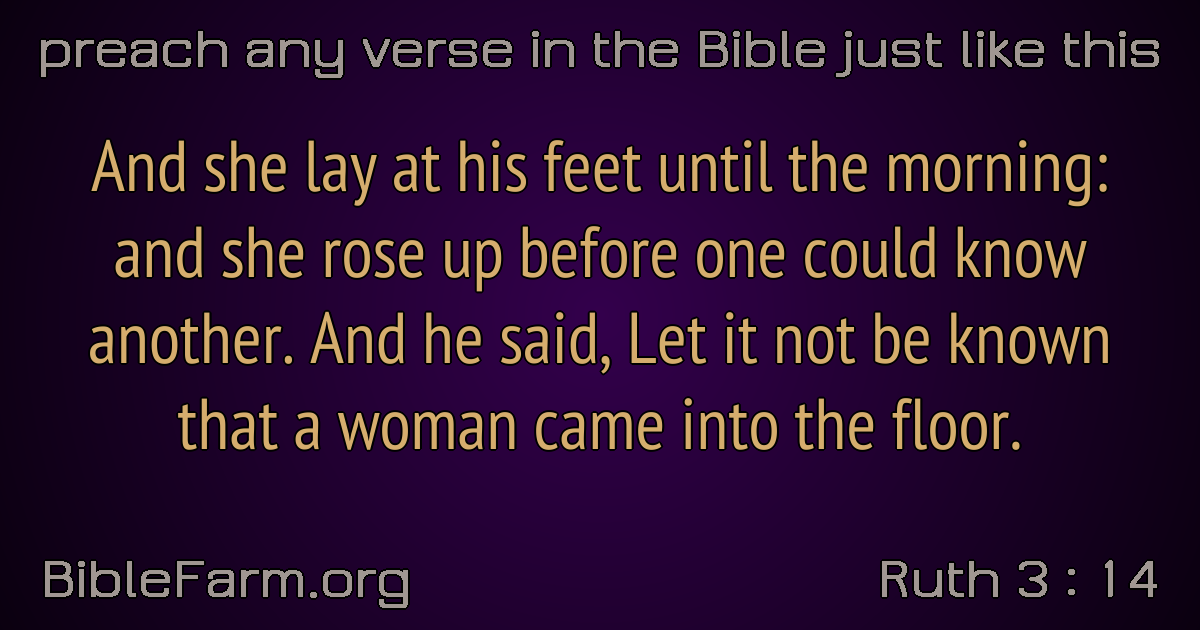 preach any verse in the Bible just like this
And she lay at his feet until the morning:
and she rose up before one could know
another. And he said, Let it not be known
that a woman came into the floor.
BibleFarm.org
Ruth 3 : 14